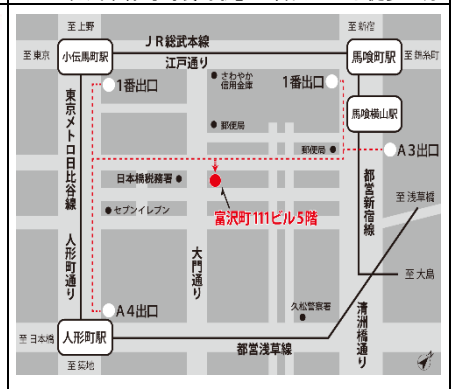 至上野
至新宿
JR総武本線
至東京
小伝馬町駅
江戸通り
馬喰町駅
至錦糸町
1番出口
さわやか
信用金庫
1番出口
馬喰横山駅
郵便局
郵便局
A3出口
東京メトロ日比谷線
日本橋税務署
都営新宿線
至浅草橋
セブンイレブン
富沢町111ビル5階
人形町通り
大門通り
至大島
A4出口
久松警察署
清洲橋通り
至日本橋
人形町駅
都営浅草線
至築地